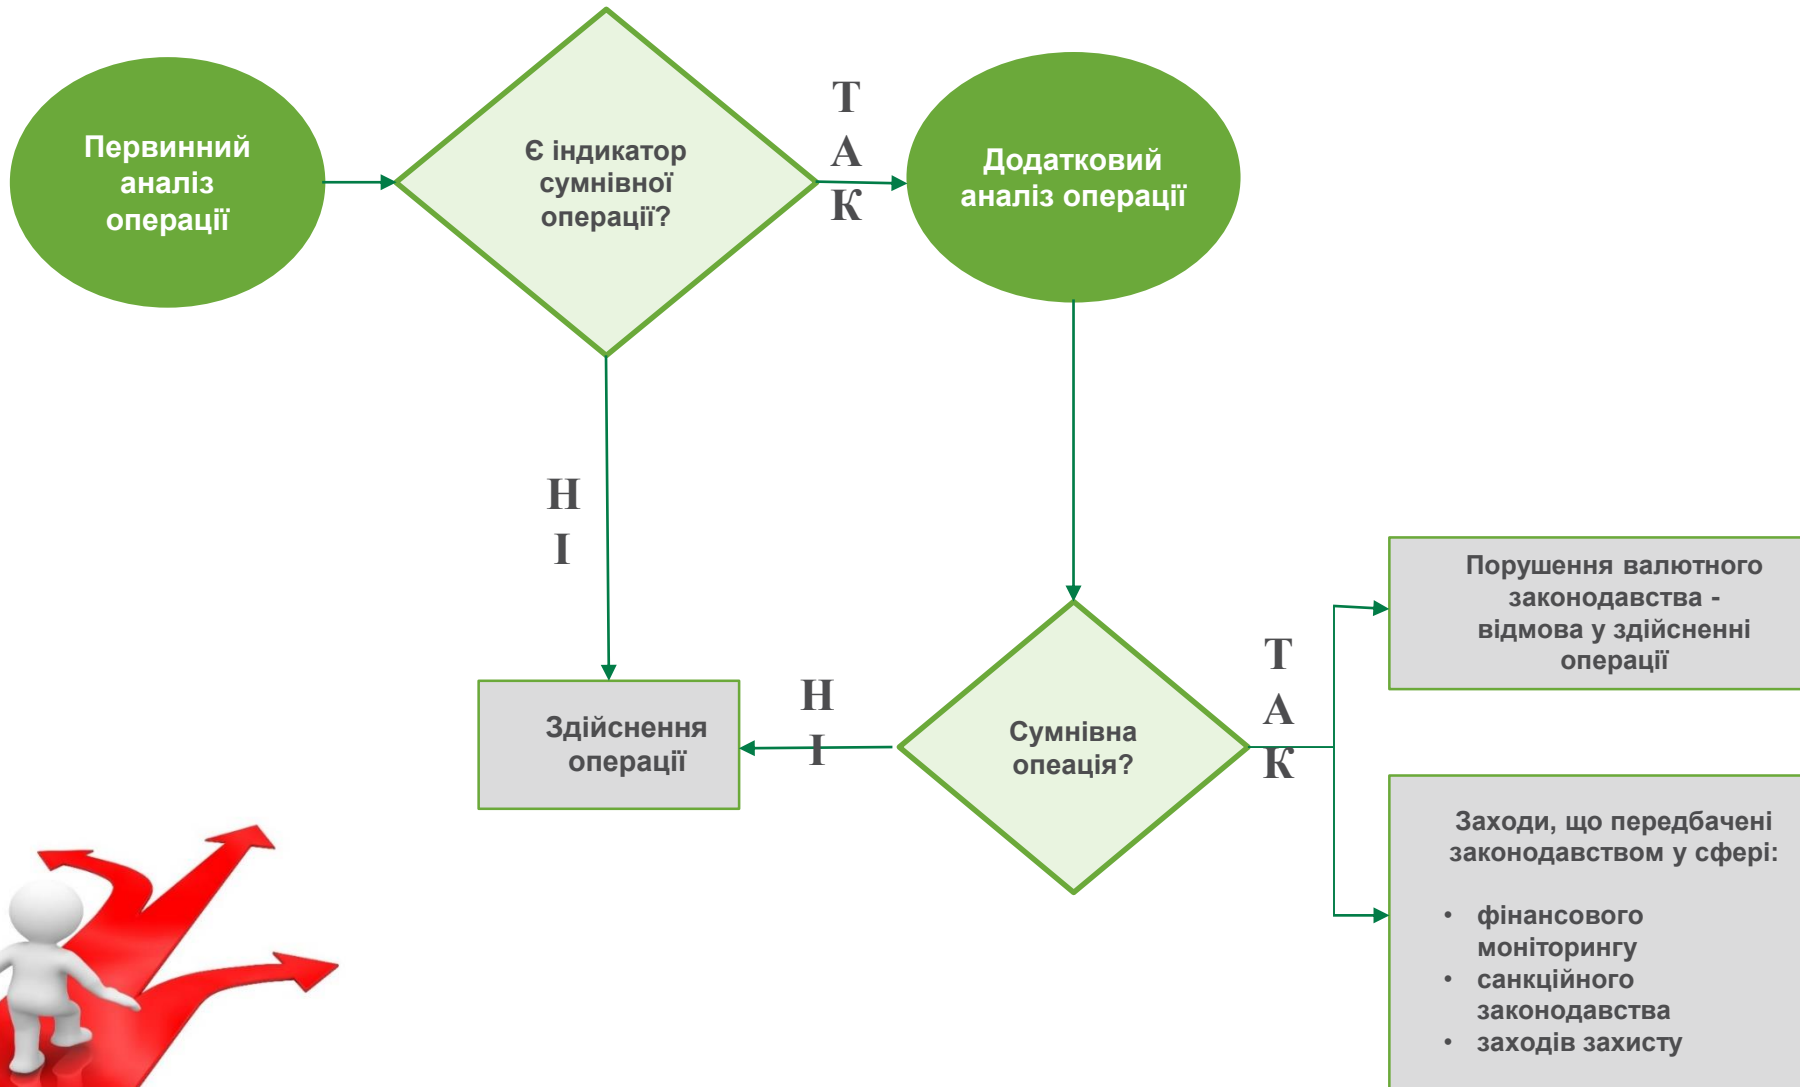 Первинний
аналіз
операції
Є індикатор
сумнівної
операції?
Т
А
К
Додатковий
аналіз операції
Н
І
Здійснення
операції
Н
І
Сумнівна
опеація?
Т
А
К
Порушення валютного
законодавства -
відмова у здійсненні
операції
Заходи, що передбачені
законодавством у сфері:
• фінансового
моніторингу
• санкційного
законодавства
• заходів захисту